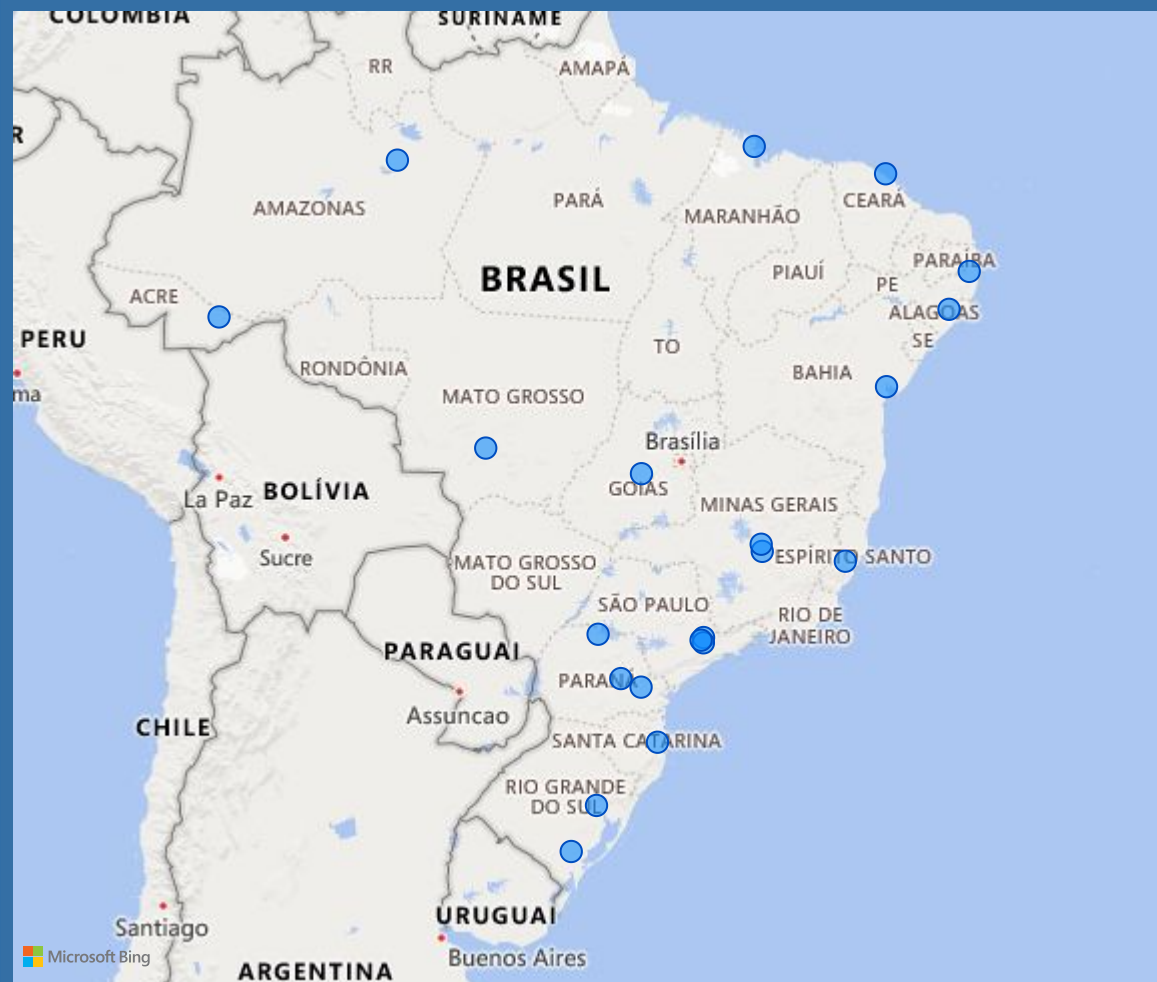 COLOMBIA
SURINAME
RR
AMAPÁ
R
AMAZONAS
PARÁ
MARANHÃO
CEARÁ
PARAÍBA
BRASIL
PIAUÍ
PE
ACRE
ALAGOAS
PERU
SE
TO
RONDÔNIA
BAHIA
ma
MATO GROSSO
Brasília
GOIÁS
La Paz
BOLÍVIA
MINAS GERAIS
Sucre
MATO GROSSO
DO SUL
ESPÍRITO SANTO
SÃO PAULO
RIO DE
JANEIRO
PARAGUAI
PARANÁ
Assuncao
CHILE
SANTA CATARINA
RIO GRANDE
DO SUL
Santiago
URUGUAI
Microsoft Bing
Buenos Aires
ARGENTINA